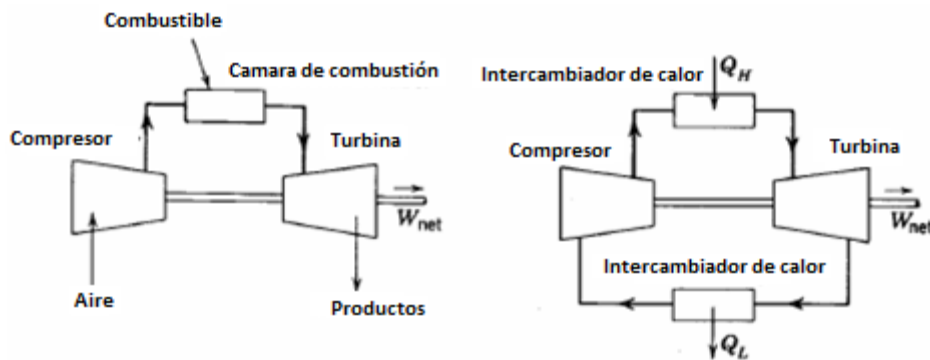 Combustible
Camara de combustión
Compresor
Turbina
W_net
Aire
Productos
Intercambiador de calor
Q_H
Compresor
Turbina
W_net
Intercambiador de calor
Q_L